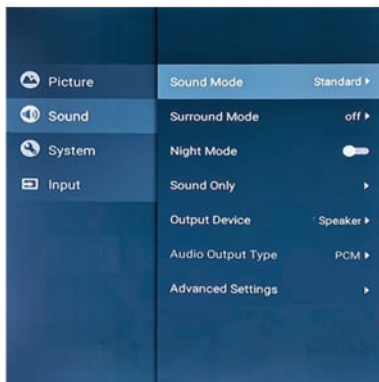 Picture
Sound
System
Input
Sound Mode Standard
Surround Mode off
Night Mode
Sound Only
Output Device Speaker
Audio Output Type PCM
Advanced Settings